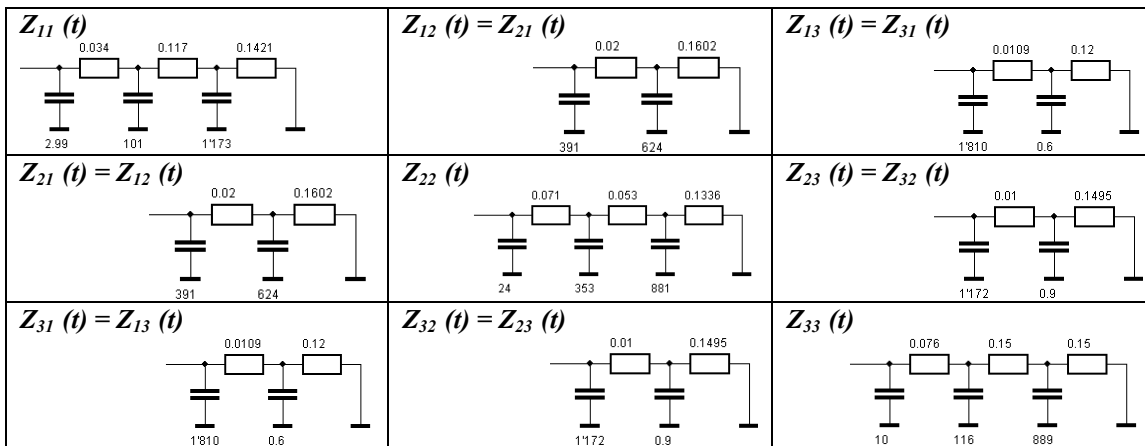 Z11 (t)
0.034 0.117 0.1421
2.99 101 1'173
Z12 (t) = Z21 (t)
0.02 0.1602
391 624
Z13 (t) = Z31 (t)
0.0109 0.12
1'810 0.6
Z21 (t) = Z12 (t)
0.02 0.1602
391 624
Z22 (t)
0.071 0.053 0.1336
24 353 881
Z23 (t) = Z32 (t)
0.01 0.1495
1'172 0.9
Z31 (t) = Z13 (t)
0.0109 0.12
1'810 0.6
Z32 (t) = Z23 (t)
0.01 0.1495
1'172 0.9
Z33 (t)
0.076 0.15 0.15
10 116 889